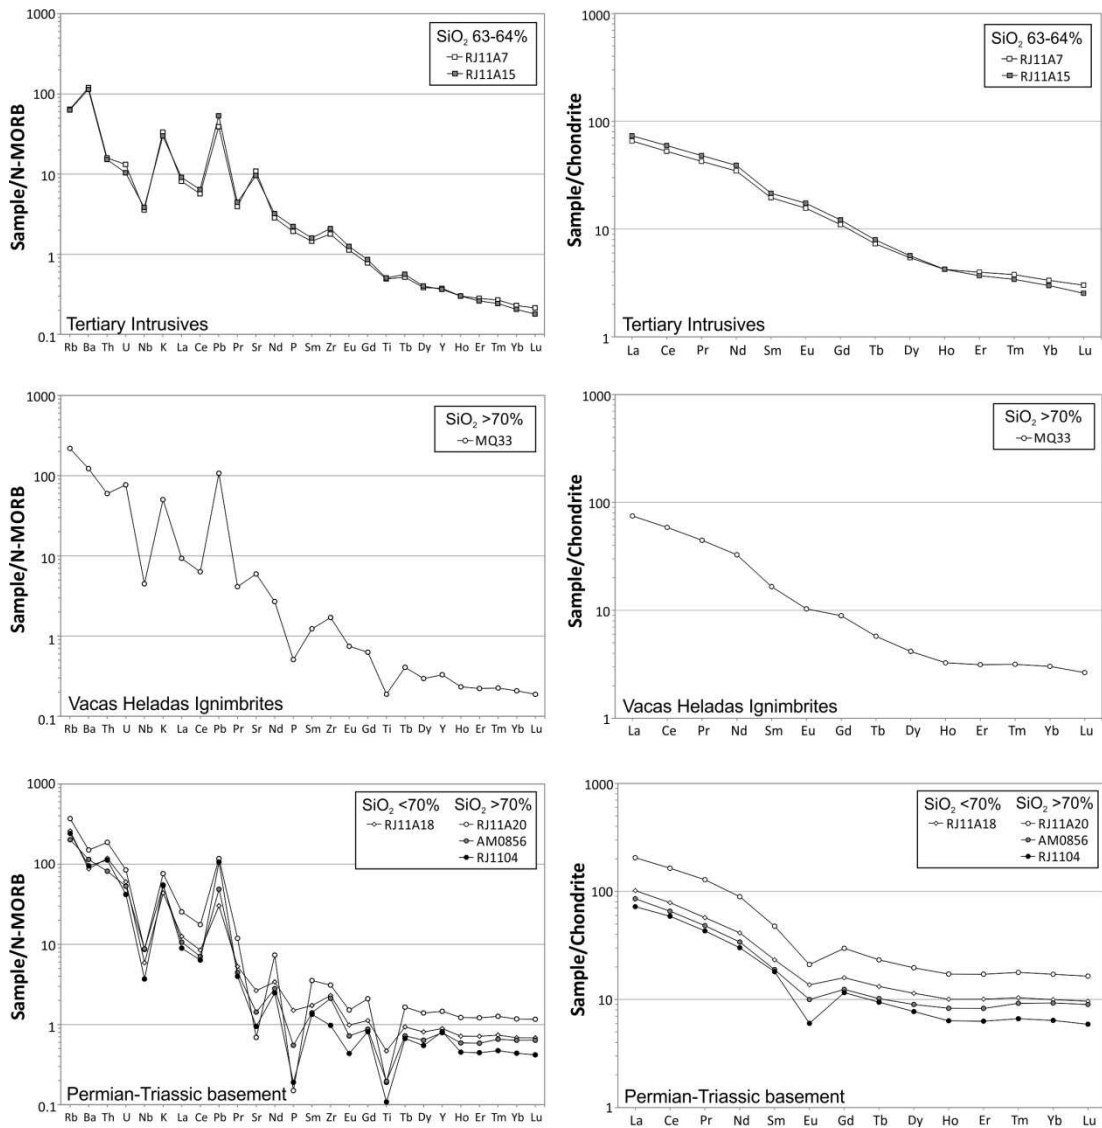 1000
100
10
1
0.1
Sample/N-MORB
SiO₂ 63-64%
RJ11A7
RJ11A15
Tertiary Intrusives
Rb Ba Th U Nb K La Ce Pb Pr Sr Nd P Sm Zr Eu Gd Ti Tb Dy Y Ho Er Tm Yb Lu
1000
100
10
1
Sample/Chondrite
SiO₂ 63-64%
RJ11A7
RJ11A15
Tertiary Intrusives
La Ce Pr Nd Sm Eu Gd Tb Dy Ho Er Tm Yb Lu
1000
100
10
1
0.1
Sample/N-MORB
SiO₂ >70%
MQ33
Vacas Heladas Ignimbrites
Rb Ba Th U Nb K La Ce Pb Pr Sr Nd P Sm Zr Eu Gd Ti Tb Dy Y Ho Er Tm Yb Lu
1000
100
10
1
Sample/Chondrite
SiO₂ >70%
MQ33
Vacas Heladas Ignimbrites
La Ce Pr Nd Sm Eu Gd Tb Dy Ho Er Tm Yb Lu
1000
100
10
1
0.1
Sample/N-MORB
SiO₂ <70% SiO₂ >70%
RJ11A18 RJ11A20
AM0856
RJ1104
Permian-Triassic basement
Rb Ba Th U Nb K La Ce Pb Pr Sr Nd P Sm Zr Eu Gd Ti Tb Dy Y Ho Er Tm Yb Lu
1000
100
10
1
Sample/Chondrite
SiO₂ <70% SiO₂ >70%
RJ11A18 RJ11A20
AM0856
RJ1104
Permian-Triassic basement
La Ce Pr Nd Sm Eu Gd Tb Dy Ho Er Tm Yb Lu